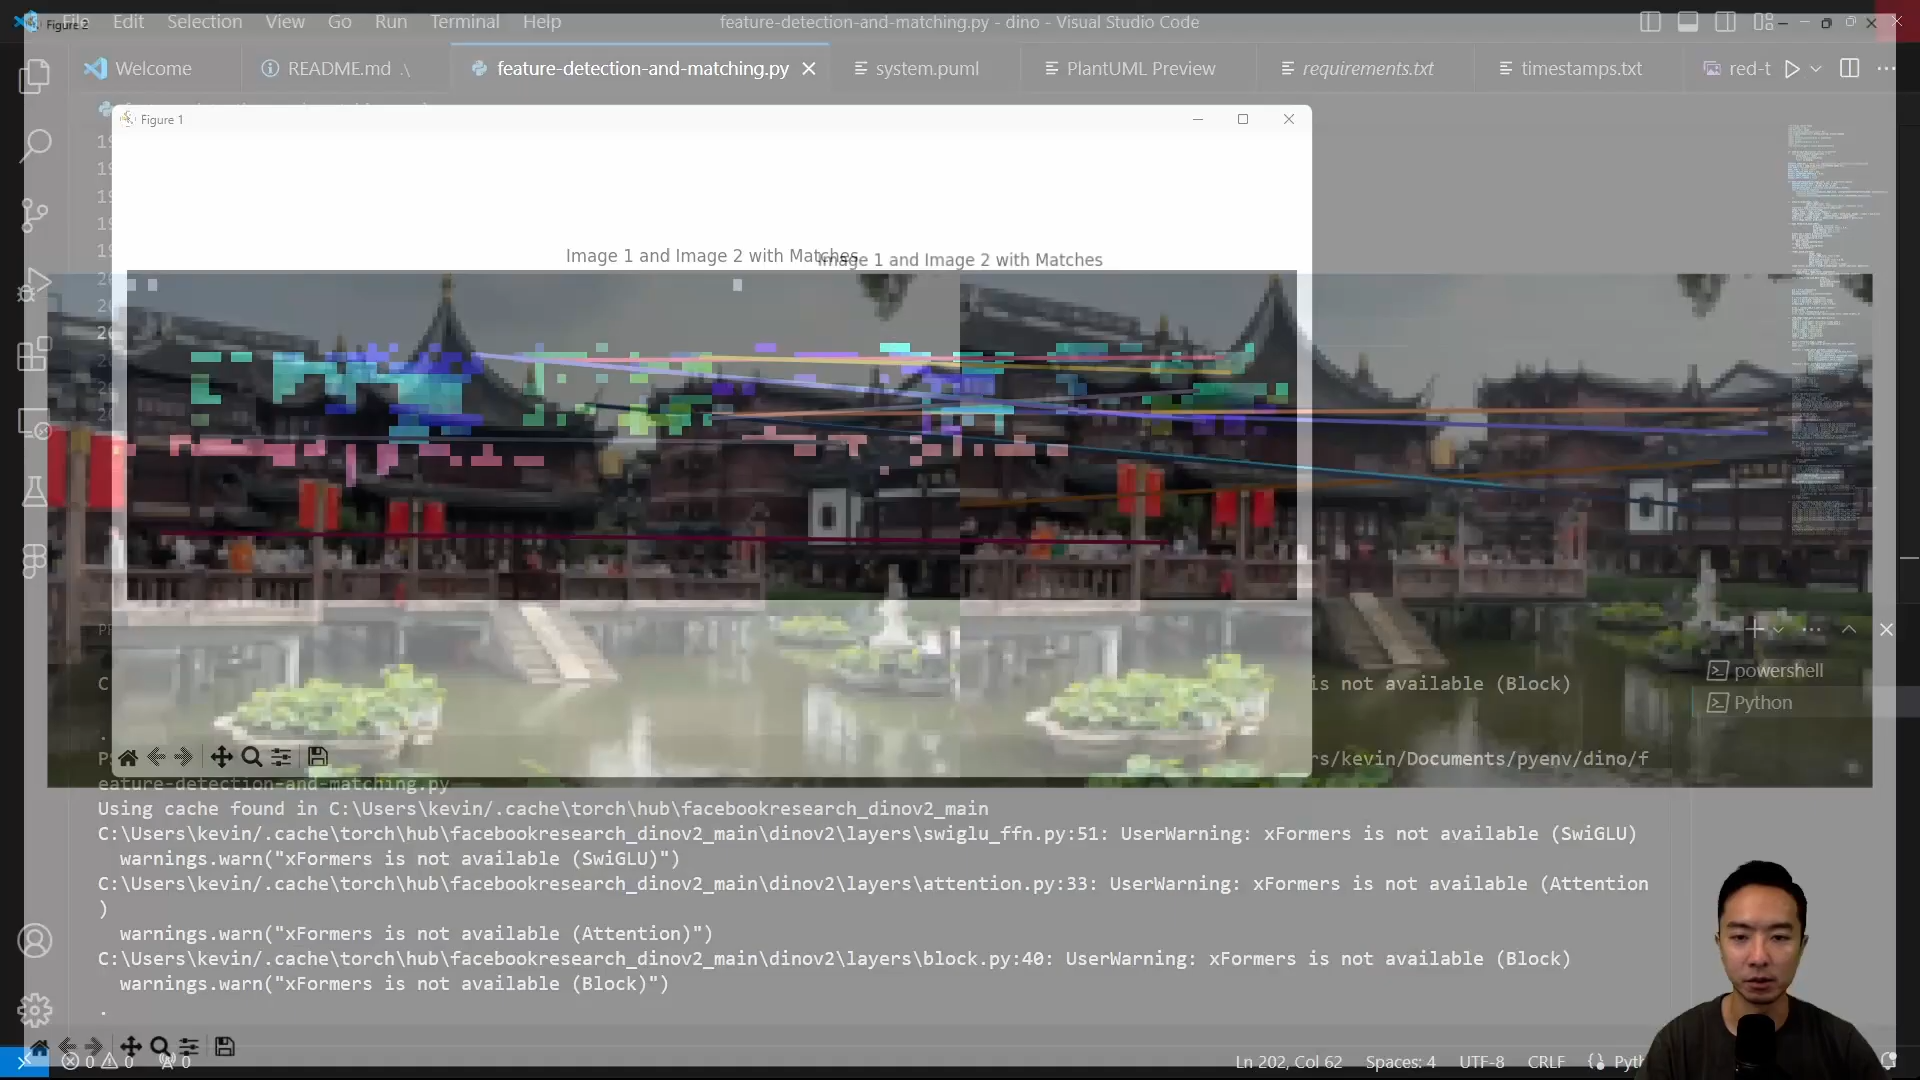 File Edit Selection View Go Run Terminal Help feature-detection-and-matching.py - dino - Visual Studio Code
Figure 2
Welcome README.md .\ feature-detection-and-matching.py system.puml PlantUML Preview requirements.txt timestamps.txt red-t
Figure 1
Image 1 and Image 2 with Matches
Image 1 and Image 2 with Matches
is not available (Block)
powershell
Python
rs/kevin/Documents/pyenv/dino/f
eature-detection-and-matching.py
Using cache found in C:\Users\kevin/.cache\torch\hub\facebookresearch_dinov2_main
C:\Users\kevin/.cache\torch\hub\facebookresearch_dinov2_main\dinov2\layers\swiglu_ffn.py:51: UserWarning: xFormers is not available (SwiGLU)
warnings.warn("xFormers is not available (SwiGLU)")
C:\Users\kevin/.cache\torch\hub\facebookresearch_dinov2_main\dinov2\layers\attention.py:33: UserWarning: xFormers is not available (Attention
)
warnings.warn("xFormers is not available (Attention)")
C:\Users\kevin/.cache\torch\hub\facebookresearch_dinov2_main\dinov2\layers\block.py:40: UserWarning: xFormers is not available (Block)
warnings.warn("xFormers is not available (Block)")
.
0 0 0 Ln 202, Col 62 Spaces: 4 UTF-8 CRLF